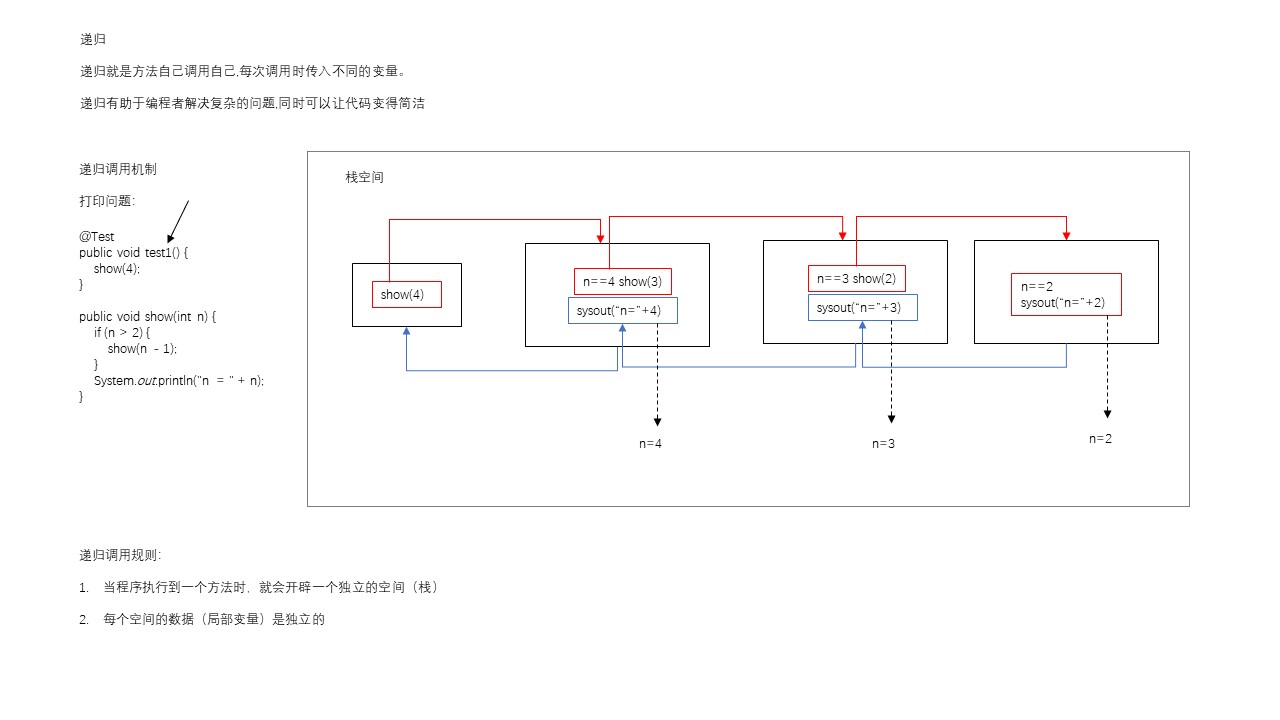 递归
递归就是方法自己调用自己,每次调用时传入不同的变量。
递归有助于编程者解决复杂的问题,同时可以让代码变得简洁
递归调用机制
打印问题:
@Test
public void test1() {
show(4);
}
public void show(int n) {
if (n > 2) {
show(n - 1);
}
System.out.println("n = " + n);
}
栈空间
show(4)
n==4 show(3)
sysout("n="+4)
n==3 show(2)
sysout("n="+3)
n==2
sysout("n="+2)
n=4
n=3
n=2
递归调用规则:
1. 当程序执行到一个方法时，就会开辟一个独立的空间（栈）
2. 每个空间的数据（局部变量）是独立的